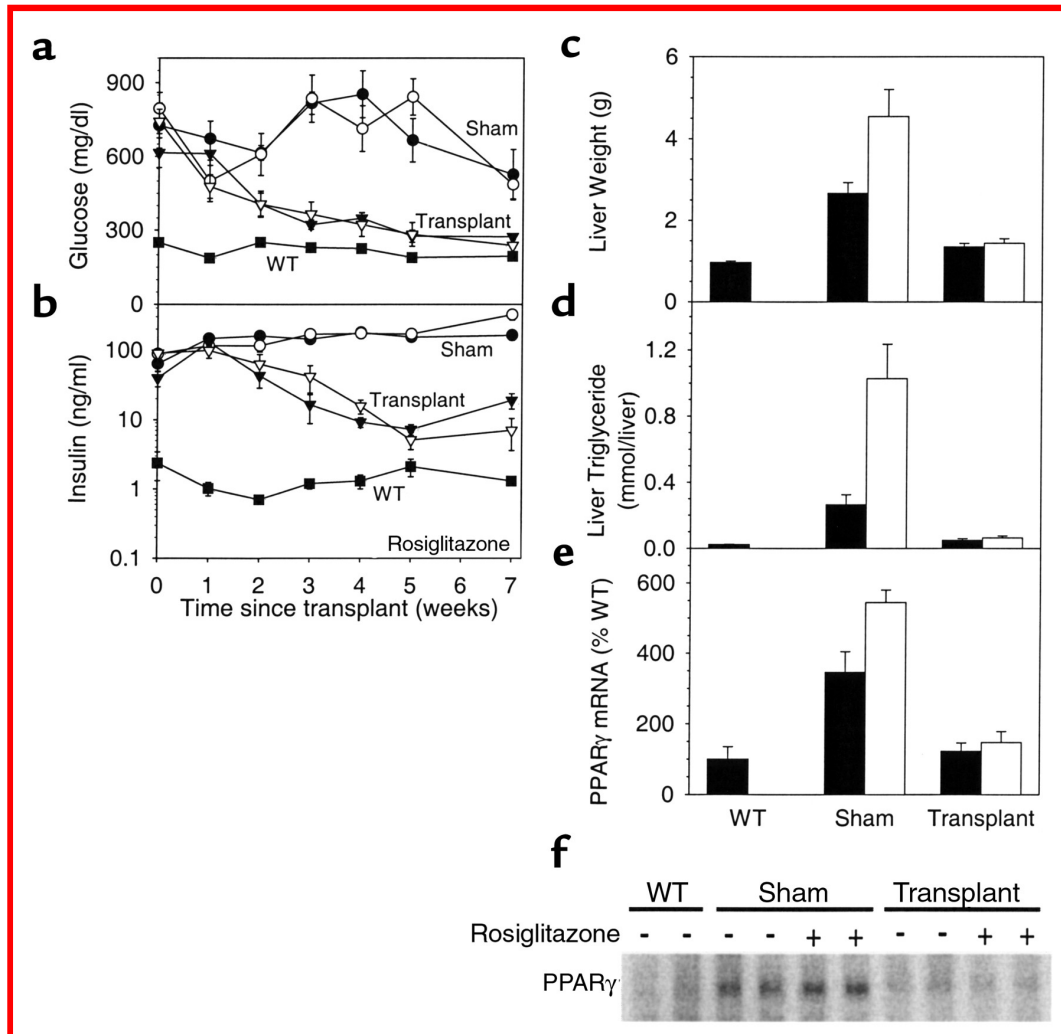 a
900
600
300
0
Glucose (mg/dl)
Sham
Transplant
WT
b
100
10
1
0.1
Insulin (ng/ml)
Sham
Transplant
WT
Rosiglitazone
0 1 2 3 4 5 6 7
Time since transplant (weeks)
c
6
4
2
0
Liver Weight (g)
d
1.2
0.8
0.4
0.0
Liver Triglyceride
(mmol/liver)
e
600
400
200
0
PPARγ mRNA (% WT)
WT Sham Transplant
f
WT Sham Transplant
Rosiglitazone - - - - + + - - + +
PPARγ